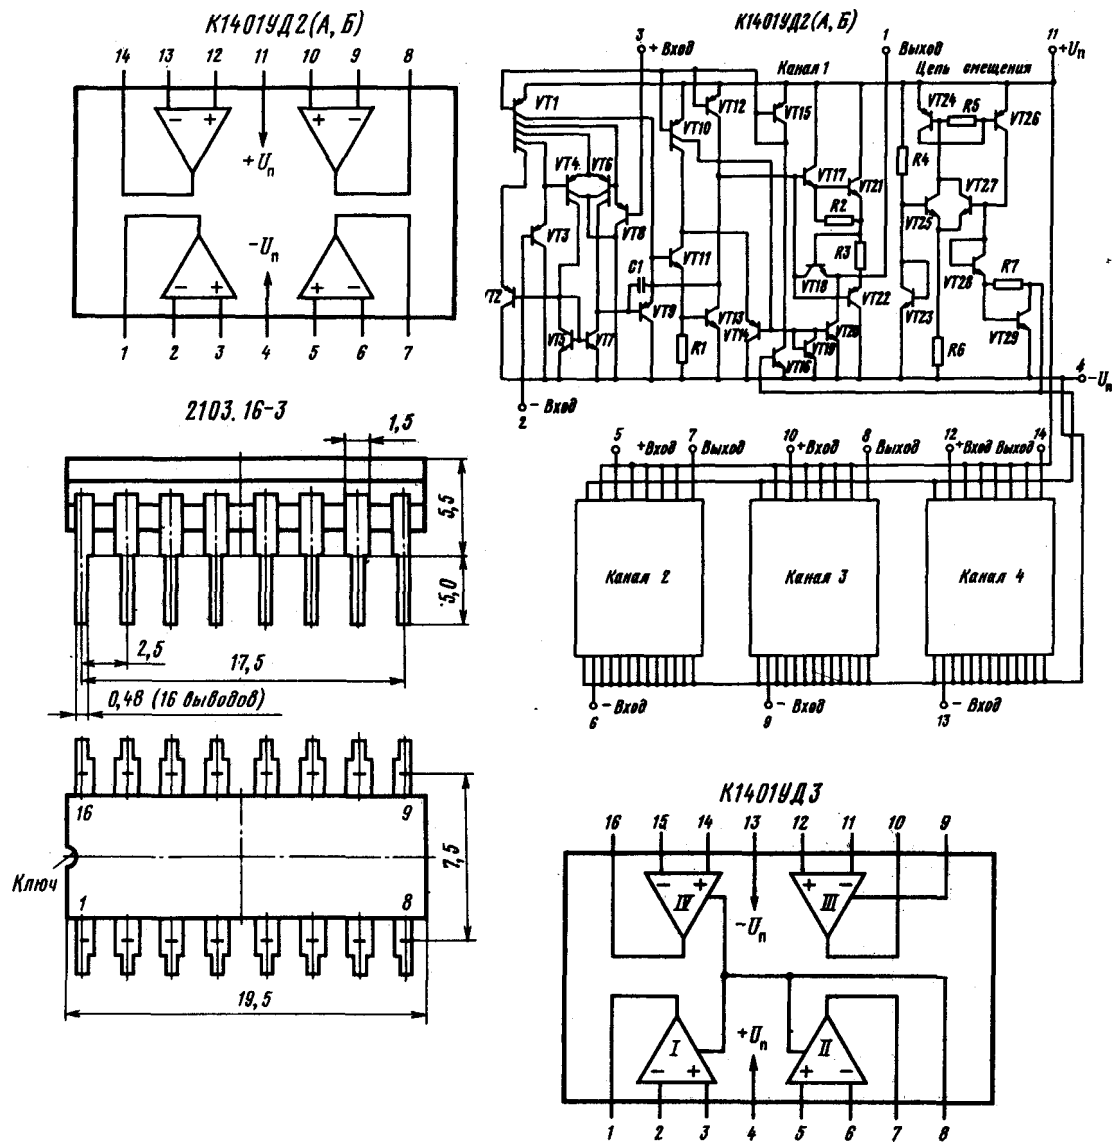 К1401УД2(А, Б)
14 13 12 11 10 9 8
− + + −
+Uп
−Uп
− + + −
1 2 3 4 5 6 7
К1401УД2(А, Б)
3 + Вход
1 Выход
11 +Uп
Канал 1
Цепь смещения
VT1
VT12
VT10
VT15
VT24
R5
VT26
R4
VT4
VT6
VT17
VT21
VT27
R2
VT25
VT3
VT8
R3
VT11
C1
VT18
VT28
R7
VT2
VT9
VT13
VT14
VT22
VT23
VT5
VT7
R1
VT20
VT19
VT16
R6
VT29
4 −Uп
2 − Вход
5 +Вход 7 Выход
10 +Вход 8 Выход
12 +Вход Выход 14
Канал 2
Канал 3
Канал 4
6 − Вход
9 − Вход
13 − Вход
2103.16-3
1,5
5,5
5,0
2,5
17,5
0,48 (16 выводов)
16 9
7,5
Ключ
1 8
19,5
К1401УД3
16 15 14 13 12 11 10 9
− + + −
IV III
−Uп
+Uп
I II
− + + −
1 2 3 4 5 6 7 8